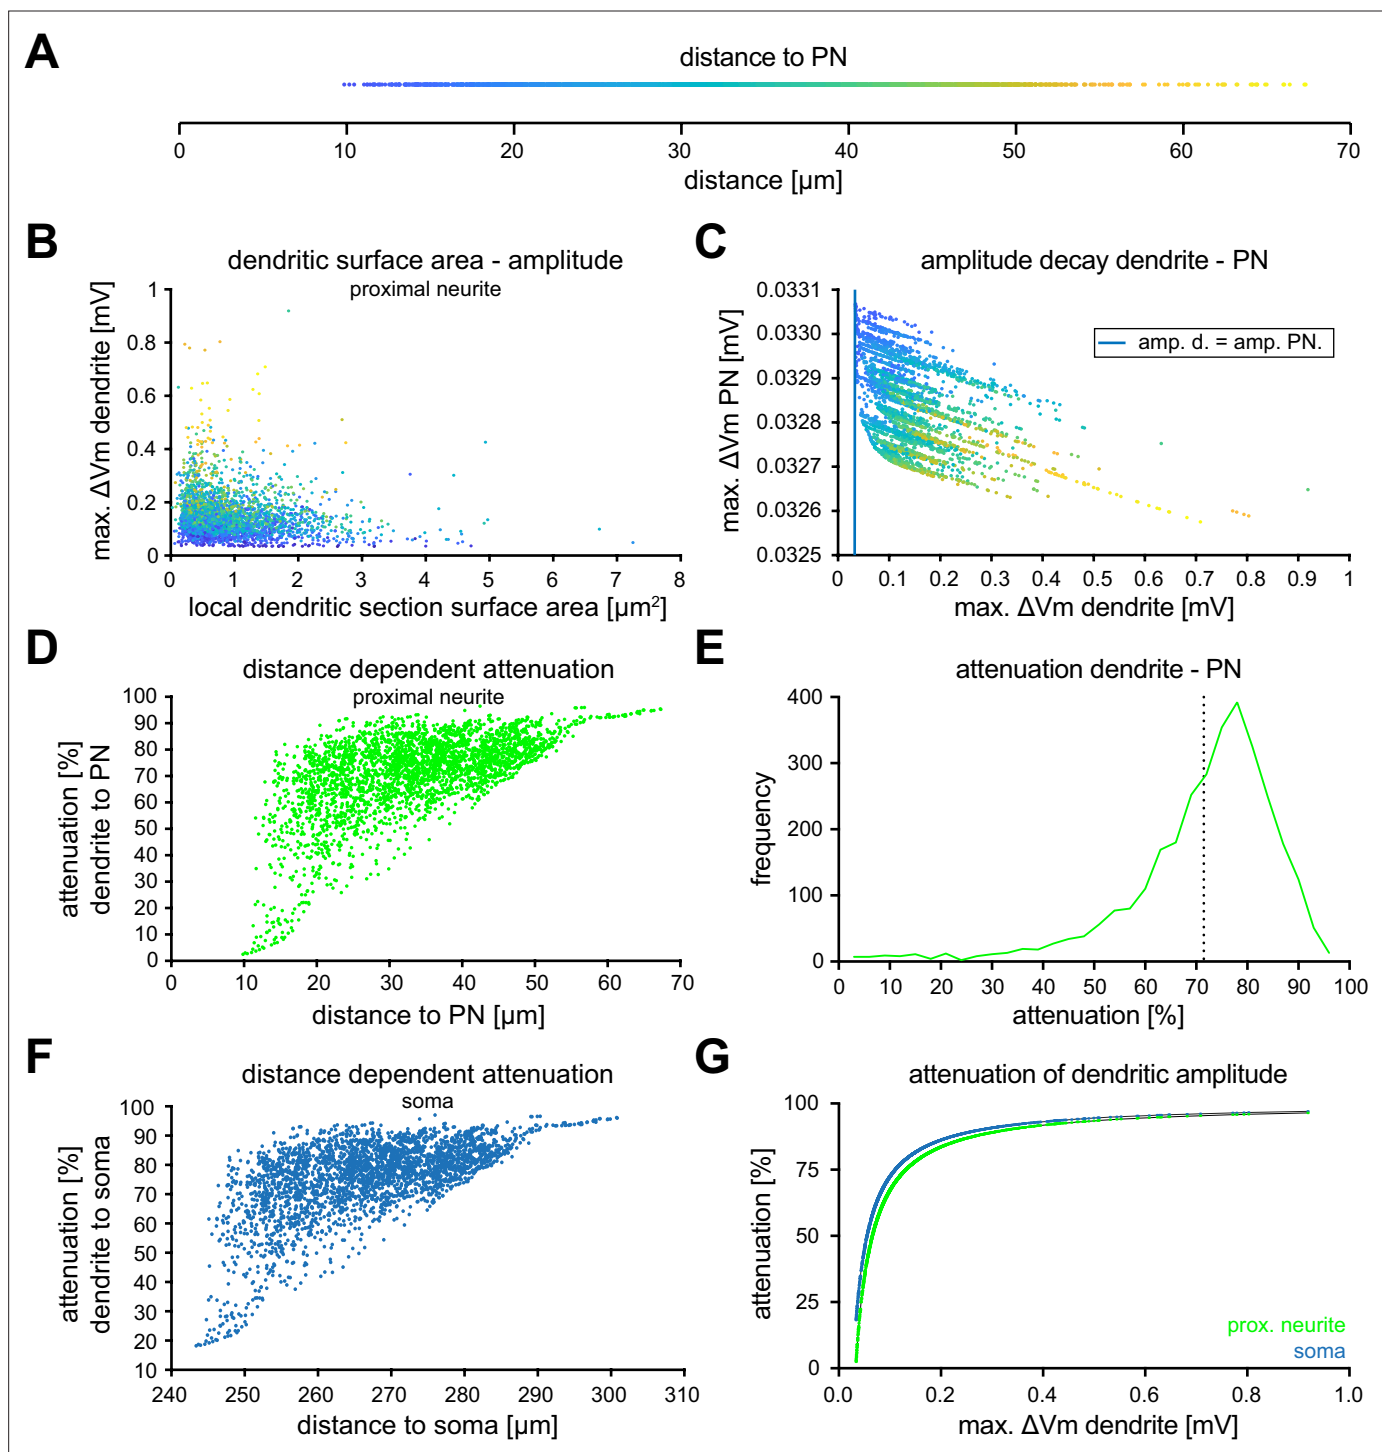 A
distance to PN
0 10 20 30 40 50 60 70
distance [µm]
B
dendritic surface area - amplitude
proximal neurite
max. ΔVm dendrite [mV]
1
0.8
0.6
0.4
0.2
0
0 1 2 3 4 5 6 7 8
local dendritic section surface area [µm²]
C
amplitude decay dendrite - PN
max. ΔVm PN [mV]
0.0331
0.0330
0.0329
0.0328
0.0327
0.0326
0.0325
amp. d. = amp. PN.
0 0.1 0.2 0.3 0.4 0.5 0.6 0.7 0.8 0.9 1
max. ΔVm dendrite [mV]
D
distance dependent attenuation
proximal neurite
attenuation [%]
dendrite to PN
100
90
80
70
60
50
40
30
20
10
0
0 10 20 30 40 50 60 70
distance to PN [µm]
E
attenuation dendrite - PN
frequency
400
300
200
100
0
0 10 20 30 40 50 60 70 80 90 100
attenuation [%]
F
distance dependent attenuation
soma
attenuation [%]
dendrite to soma
100
90
80
70
60
50
40
30
20
10
240 250 260 270 280 290 300 310
distance to soma [µm]
G
attenuation of dendritic amplitude
attenuation [%]
100
75
50
25
0
prox. neurite
soma
0.0 0.2 0.4 0.6 0.8 1.0
max. ΔVm dendrite [mV]